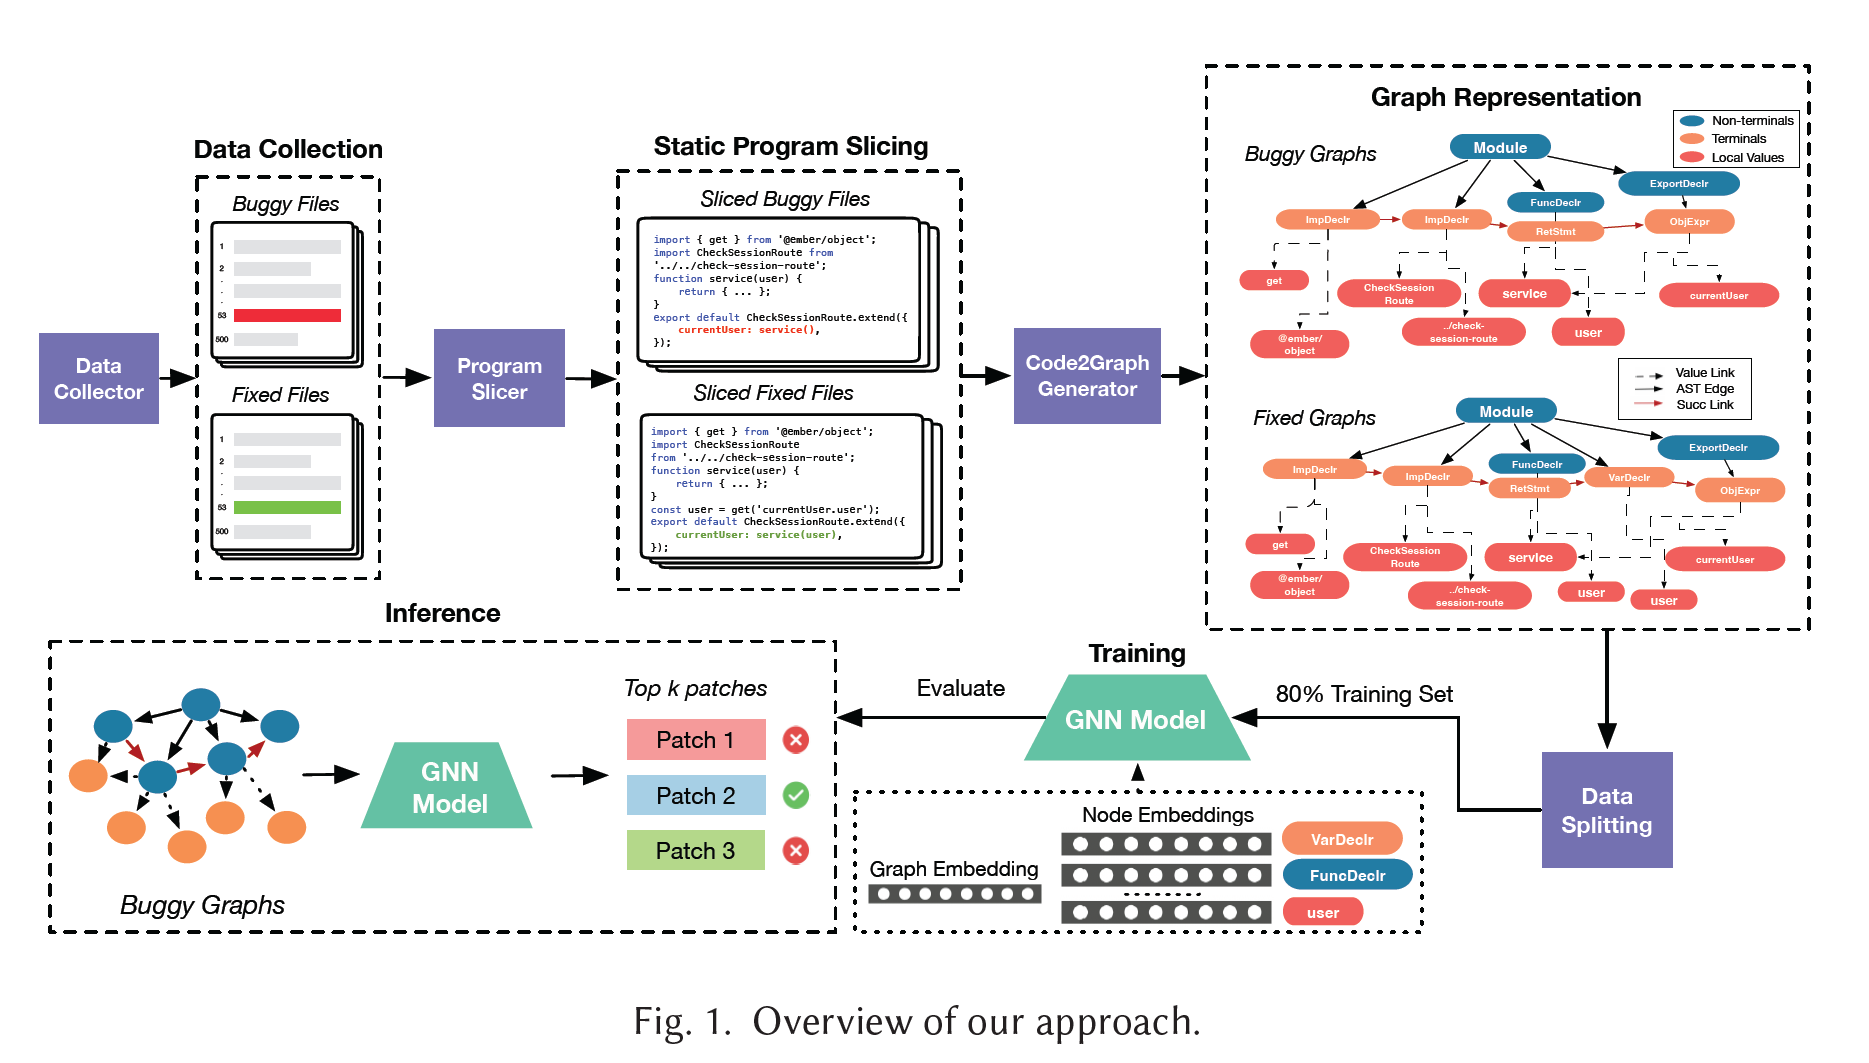 Data Collection
Buggy Files
1
2
53
500
Fixed Files
1
2
53
500
Data
Collector
Program
Slicer
Static Program Slicing
Sliced Buggy Files
import { get } from '@ember/object';
import CheckSessionRoute from
'../../check-session-route';
function service(user) {
return { ... };
}
export default CheckSessionRoute.extend({
currentUser: service(),
});
Sliced Fixed Files
import { get } from '@ember/object';
import CheckSessionRoute
from '../../check-session-route';
function service(user) {
return { ... };
}
const user = get('currentUser.user');
export default CheckSessionRoute.extend({
currentUser: service(user),
});
Code2Graph
Generator
Graph Representation
Non-terminals
Terminals
Local Values
Buggy Graphs
Module
ExportDeclr
FuncDeclr
ImpDeclr
ImpDeclr
RetStmt
ObjExpr
get
CheckSession
Route
service
currentUser
../check-
session-route
user
@ember/
object
Value Link
AST Edge
Succ Link
Fixed Graphs
Module
ExportDeclr
FuncDeclr
ImpDeclr
ImpDeclr
RetStmt
VarDeclr
ObjExpr
get
CheckSession
Route
service
currentUser
@ember/
object
../check-
session-route
user
user
Inference
Buggy Graphs
GNN
Model
Top k patches
Patch 1
Patch 2
Patch 3
Evaluate
Training
GNN Model
80% Training Set
Data
Splitting
Graph Embedding
Node Embeddings
VarDeclr
FuncDeclr
user
Fig. 1. Overview of our approach.